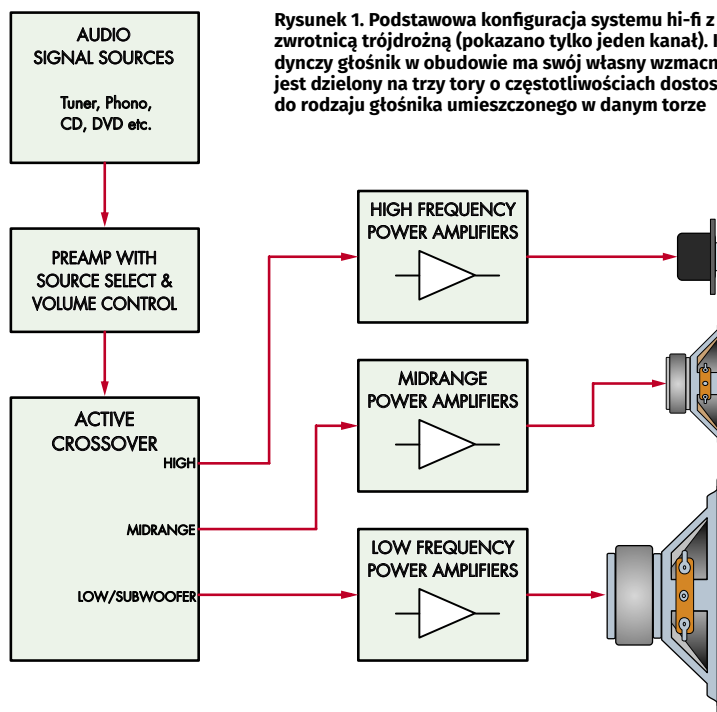 Rysunek 1. Podstawowa konfiguracja systemu hi-fi z
zwrotnicą trójdrożną (pokazano tylko jeden kanał).
dynczy głośnik w obudowie ma swój własny wzmacn
jest dzielony na trzy tory o częstotliwościach dostos
do rodzaju głośnika umieszczonego w danym torze
AUDIO
SIGNAL SOURCES
Tuner, Phono,
CD, DVD etc.
PREAMP WITH
SOURCE SELECT &
VOLUME CONTROL
ACTIVE
CROSSOVER
HIGH
MIDRANGE
LOW/SUBWOOFER
HIGH FREQUENCY
POWER AMPLIFIERS
MIDRANGE
POWER AMPLIFIERS
LOW FREQUENCY
POWER AMPLIFIERS